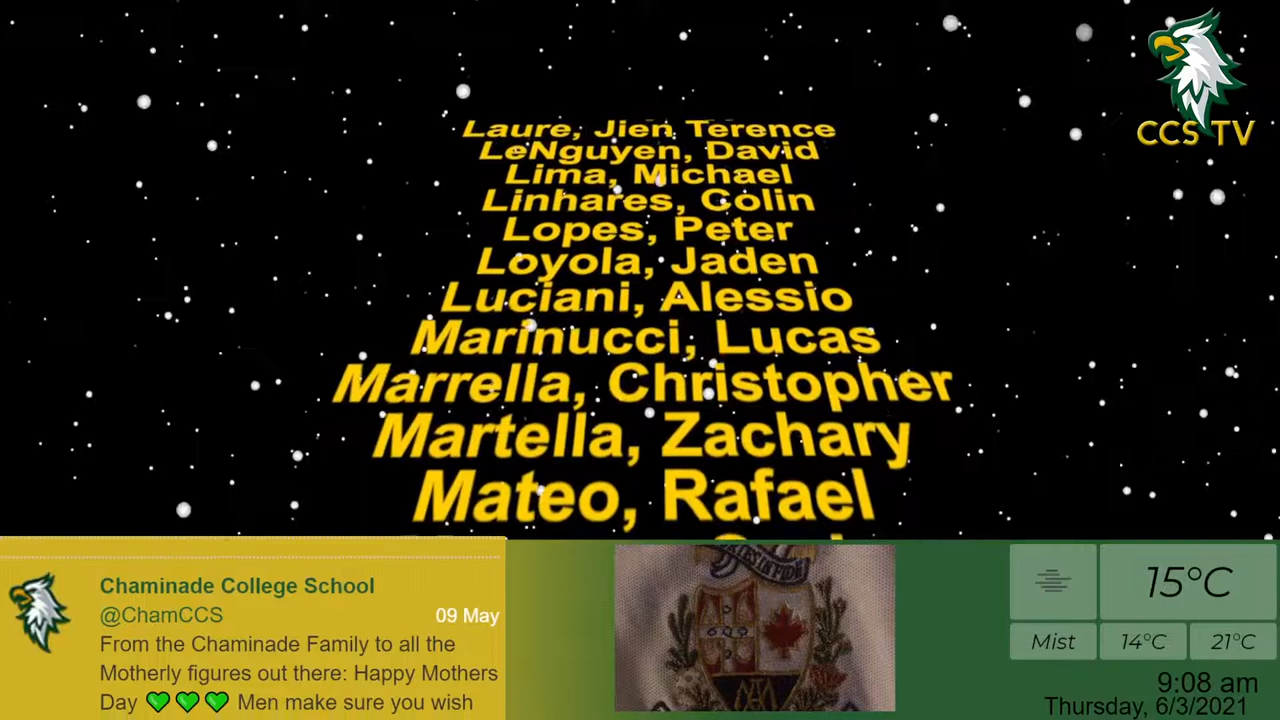 Laure, Jien Terence
LeNguyen, David
Lima, Michael
Linhares, Colin
Lopes, Peter
Loyola, Jaden
Luciani, Alessio
Marinucci, Lucas
Marrella, Christopher
Martella, Zachary
Mateo, Rafael
CCS TV
Chaminade College School
@ChamCCS
09 May
From the Chaminade Family to all the
Motherly figures out there: Happy Mothers
Day 💚💚💚 Men make sure you wish
15°C
Mist
14°C
21°C
9:08 am
Thursday, 6/3/2021